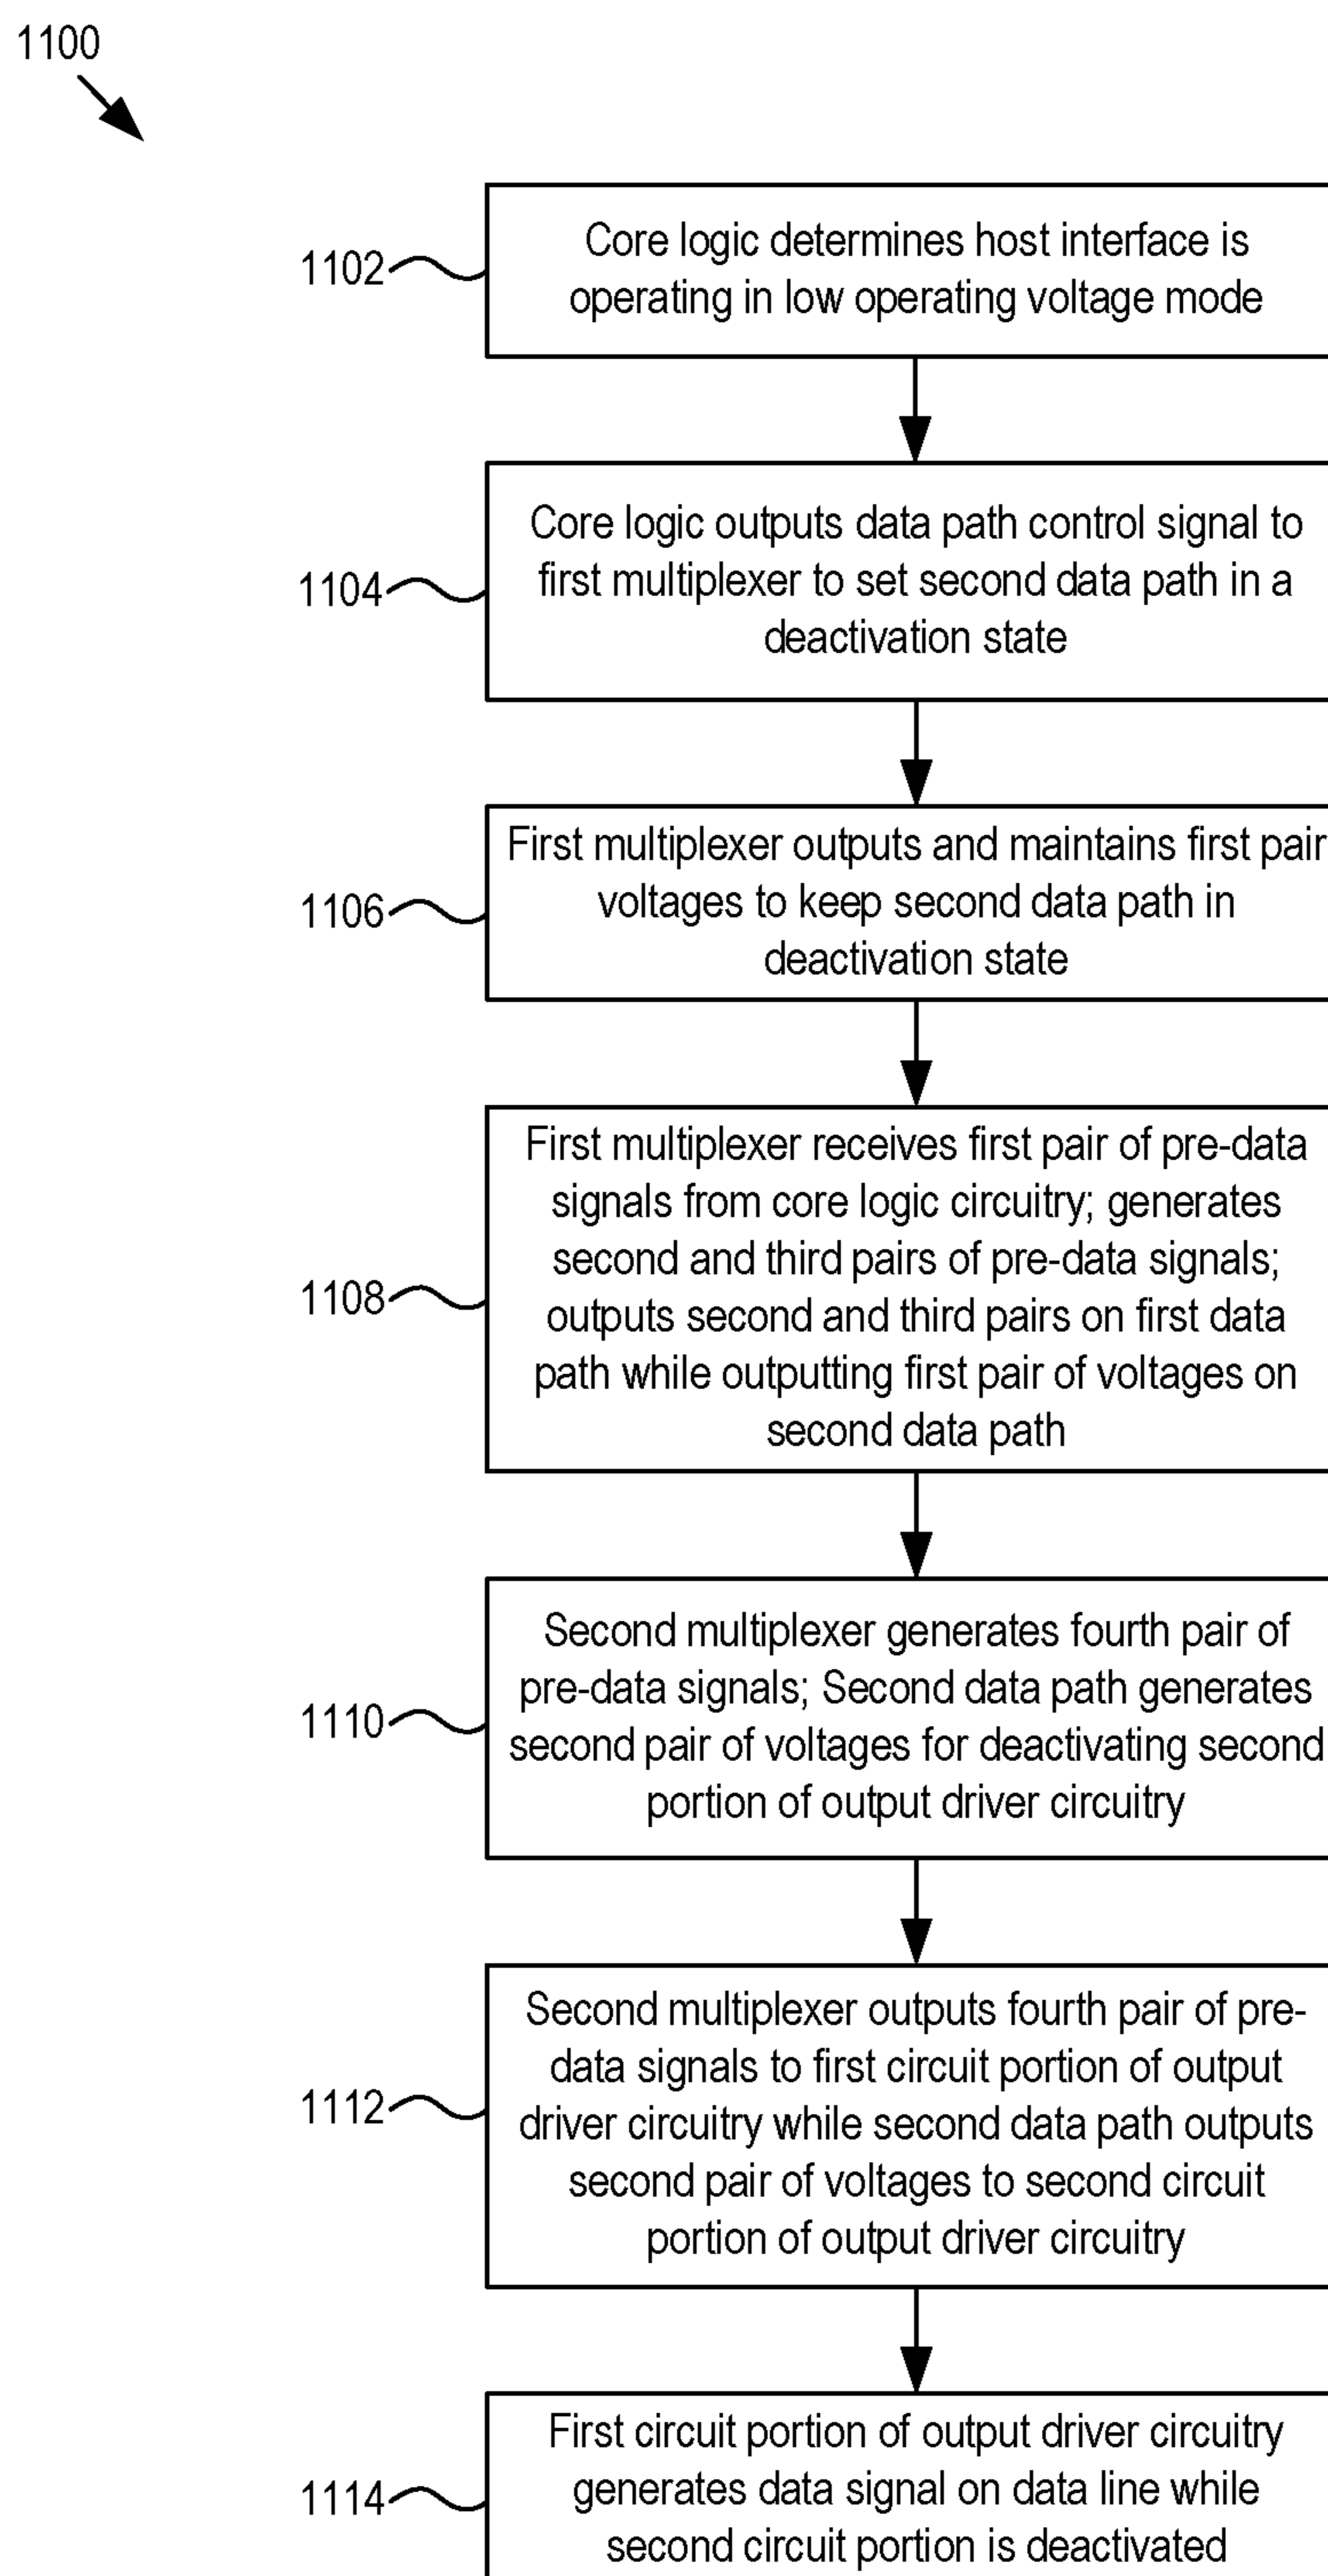 1100
1102
Core logic determines host interface is
operating in low operating voltage mode
1104
Core logic outputs data path control signal to
first multiplexer to set second data path in a
deactivation state
1106
First multiplexer outputs and maintains first pair
voltages to keep second data path in
deactivation state
1108
First multiplexer receives first pair of pre-data
signals from core logic circuitry; generates
second and third pairs of pre-data signals;
outputs second and third pairs on first data
path while outputting first pair of voltages on
second data path
1110
Second multiplexer generates fourth pair of
pre-data signals; Second data path generates
second pair of voltages for deactivating second
portion of output driver circuitry
1112
Second multiplexer outputs fourth pair of pre-
data signals to first circuit portion of output
driver circuitry while second data path outputs
second pair of voltages to second circuit
portion of output driver circuitry
1114
First circuit portion of output driver circuitry
generates data signal on data line while
second circuit portion is deactivated